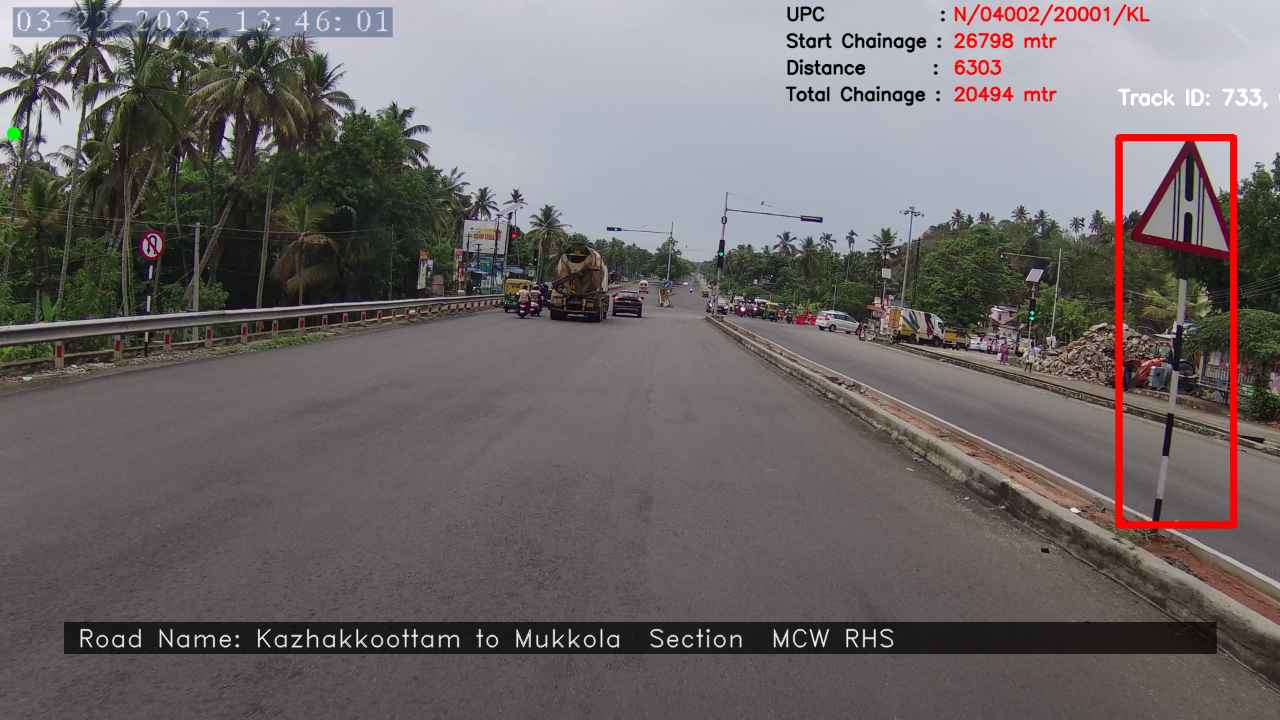 03-22-2025 13:46:01
UPC : N/04002/20001/KL
Start Chainage : 26798 mtr
Distance : 6303
Total Chainage : 20494 mtr
Track ID: 733,
Road Name: Kazhakkoottam to Mukkola Section MCW RHS